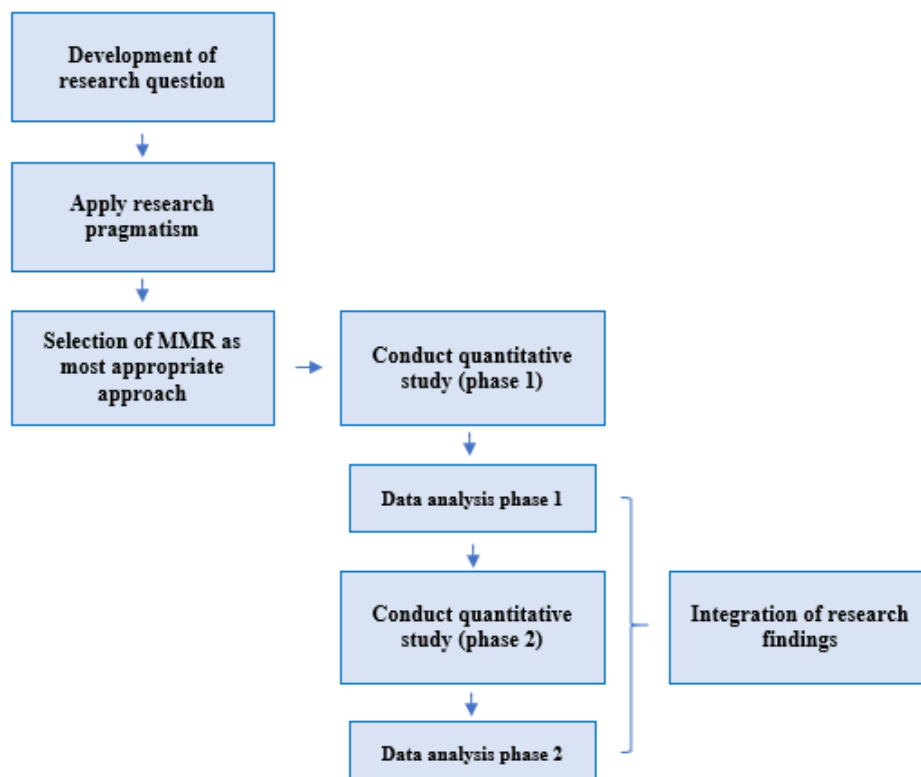 Development of
research question
Apply research
pragmatism
Selection of MMR as
most appropriate
approach
Conduct quantitative
study (phase 1)
Data analysis phase 1
Conduct quantitative
study (phase 2)
Integration of research
findings
Data analysis phase 2